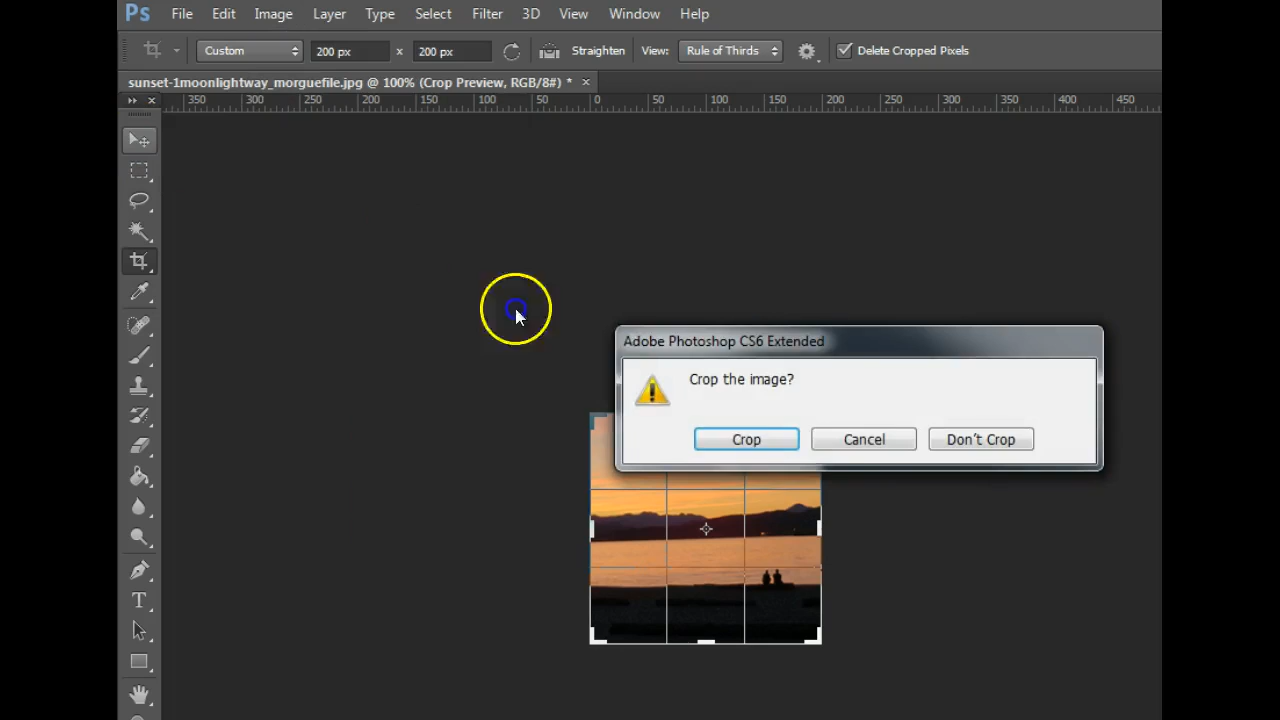 Ps File Edit Image Layer Type Select Filter 3D View Window Help
Custom 200 px x 200 px Straighten View: Rule of Thirds Delete Cropped Pixels
sunset-1moonlightway_morguefile.jpg @ 100% (Crop Preview, RGB/8#) * ×
350 300 250 200 150 100 50 0 50 100 150 200 250 300 350 400 450
Adobe Photoshop CS6 Extended
Crop the image?
Crop Cancel Don't Crop
T